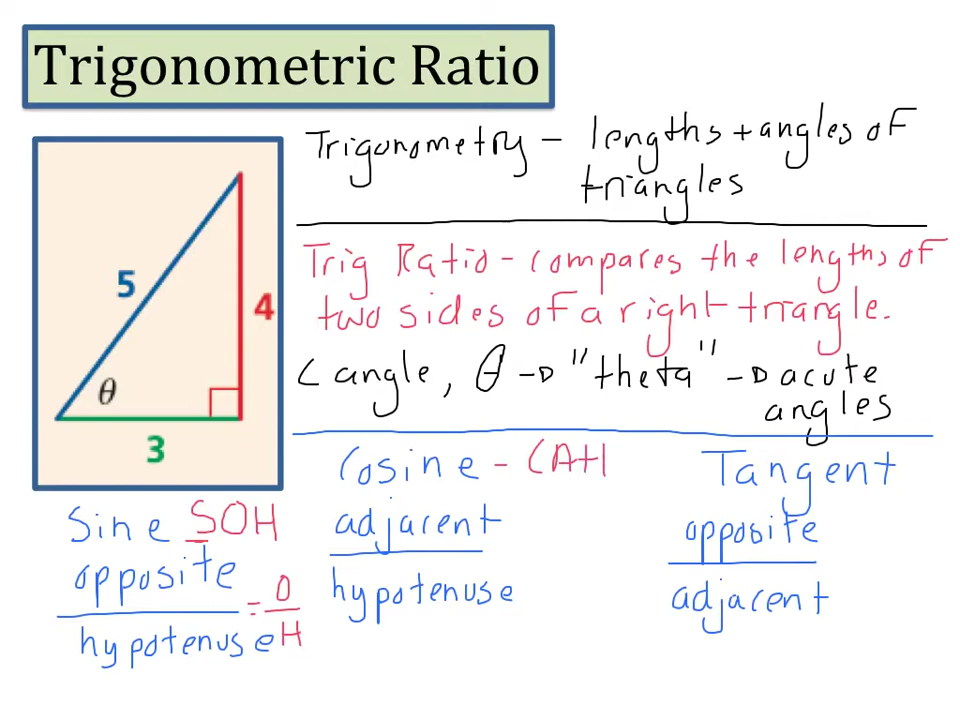 Trigonometric Ratio
Trigonometry - lengths + angles of
triangles
5
4
θ
3
Trig Ratio - compares the lengths of
two sides of a right triangle.
< angle, θ → "theta" → acute
angles
Sine SOH
opposite
hypotenuse
= O
H
Cosine - CAH
adjacent
hypotenuse
Tangent
opposite
adjacent